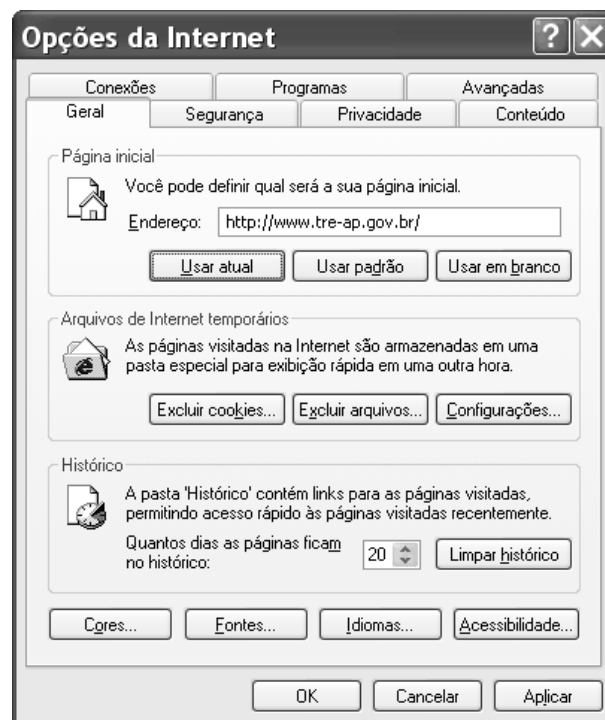 Opções da Internet
?
Conexões Programas Avançadas
Geral Segurança Privacidade Conteúdo
Página inicial
Você pode definir qual será a sua página inicial.
Endereço: http://www.tre-ap.gov.br/
Usar atual Usar padrão Usar em branco
Arquivos de Internet temporários
As páginas visitadas na Internet são armazenadas em uma
pasta especial para exibição rápida em uma outra hora.
Excluir cookies... Excluir arquivos... Configurações...
Histórico
A pasta 'Histórico' contém links para as páginas visitadas,
permitindo acesso rápido às páginas visitadas recentemente.
Quantos dias as páginas ficam
no histórico: 20 Limpar histórico
Cores... Fontes... Idiomas... Acessibilidade...
OK Cancelar Aplicar